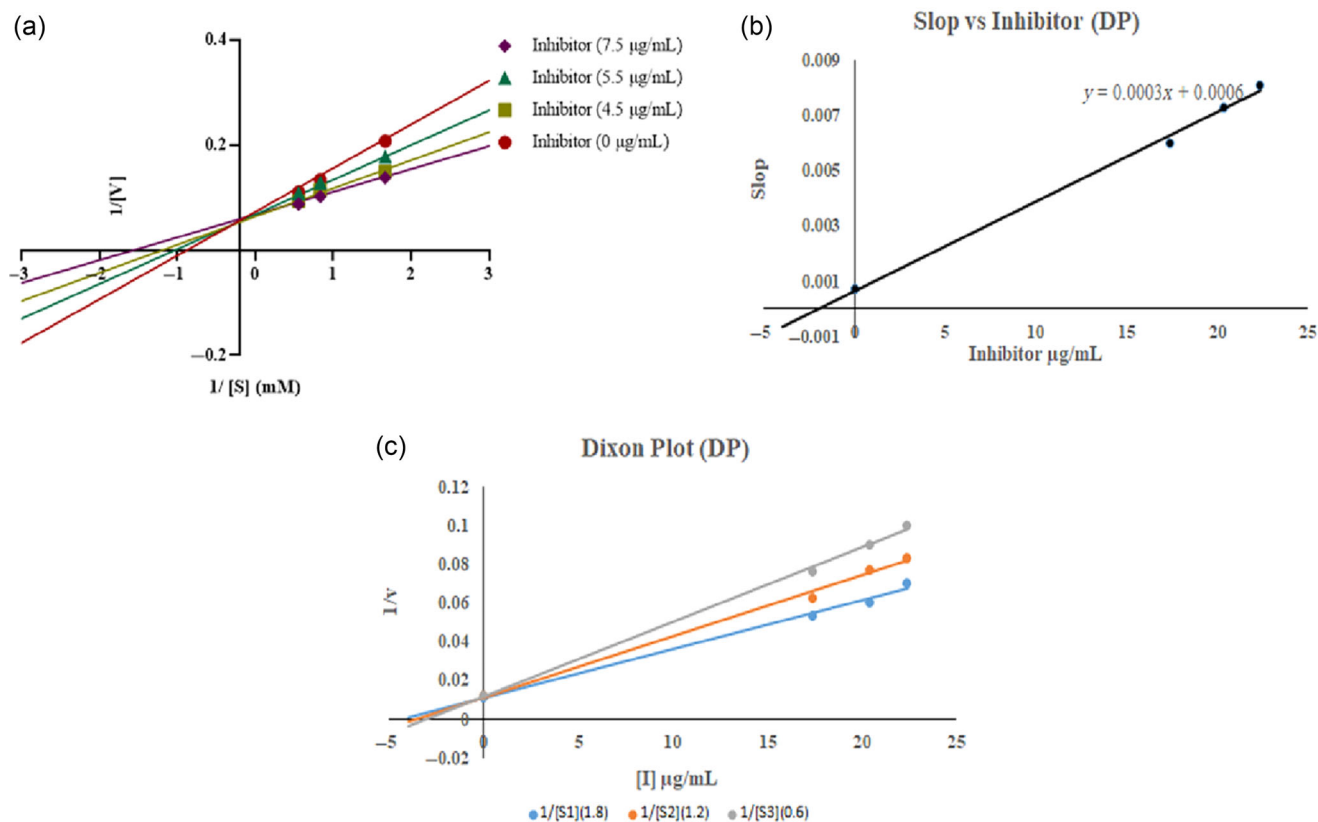 (a)
0.4
0.2
–0.2
1/[V]
–3
–2
–1
0
1
2
3
1/ [S] (mM)
Inhibitor (7.5 µg/mL)
Inhibitor (5.5 µg/mL)
Inhibitor (4.5 µg/mL)
Inhibitor (0 µg/mL)
(b)
Slop vs Inhibitor (DP)
0.009
0.007
0.005
0.003
0.001
–0.001
Slop
y = 0.0003x + 0.0006
–5
0
5
10
15
20
25
Inhibitor µg/mL
(c)
Dixon Plot (DP)
0.12
0.1
0.08
0.06
0.04
0.02
0
–0.02
1/v
–5
0
5
10
15
20
25
[I] µg/mL
1/[S1](1.8) 1/[S2](1.2) 1/[S3](0.6)